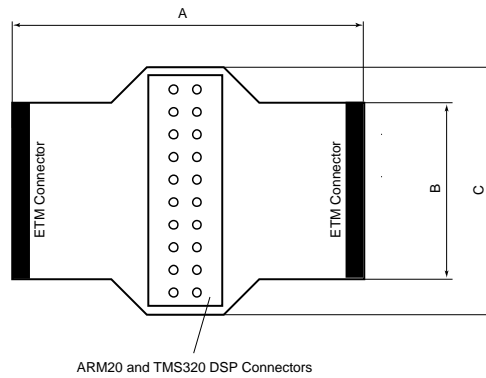 A
ETM Connector
ETM Connector
B
C
ARM20 and TMS320 DSP Connectors